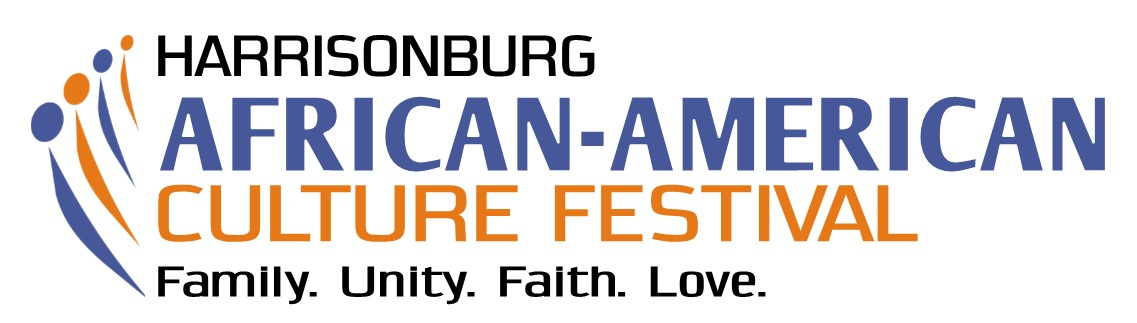 HARRISONBURG
AFRICAN-AMERICAN
CULTURE FESTIVAL
Family. Unity. Faith. Love.